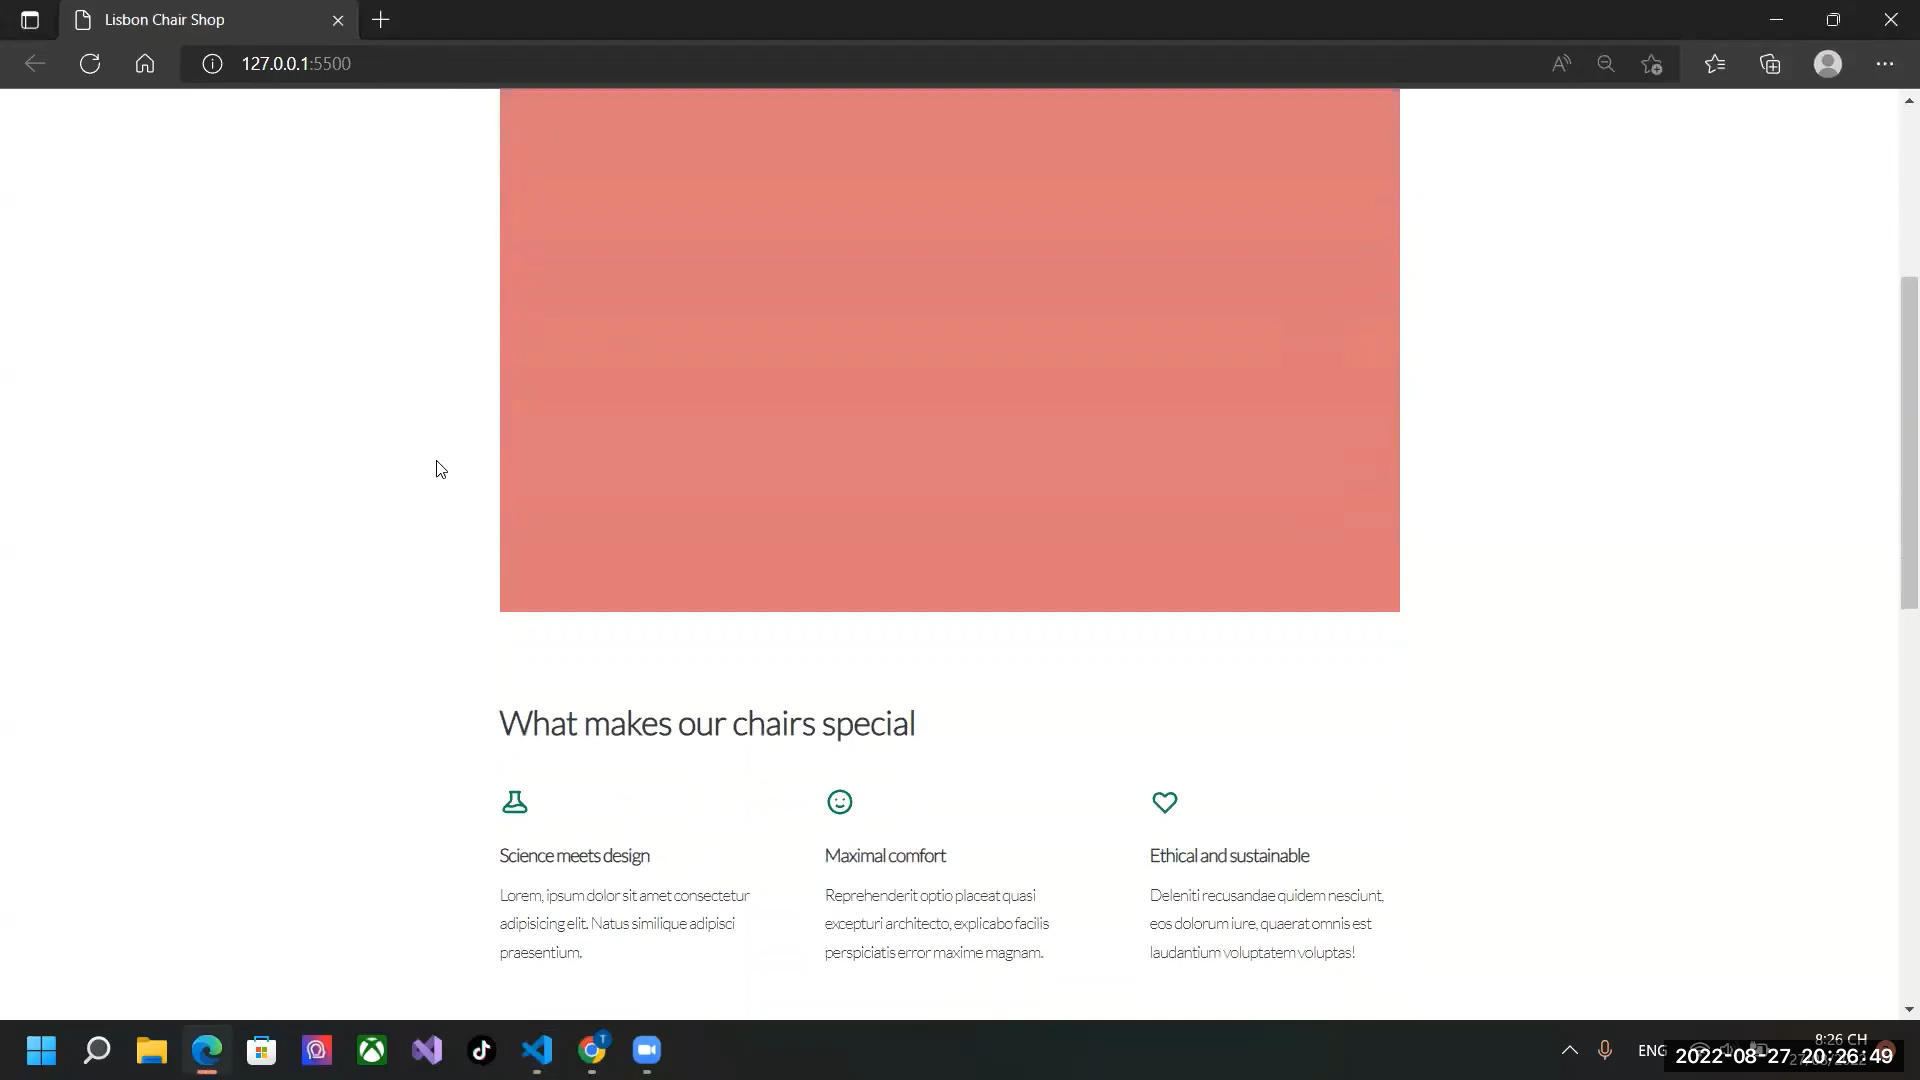 Lisbon Chair Shop
127.0.0.1:5500
What makes our chairs special
Science meets design
Lorem, ipsum dolor sit amet consectetur
adipisicing elit. Natus similique adipisci
praesentium.
Maximal comfort
Reprehenderit optio placeat quasi
excepturi architecto, explicabo facilis
perspiciatis error maxime magnam.
Ethical and sustainable
Deleniti recusandae quidem nesciunt,
eos dolorum iure, quaerat omnis est
laudantium voluptatem voluptas!
T
ENG
8:26 CH
2022-08-27 20:26:49